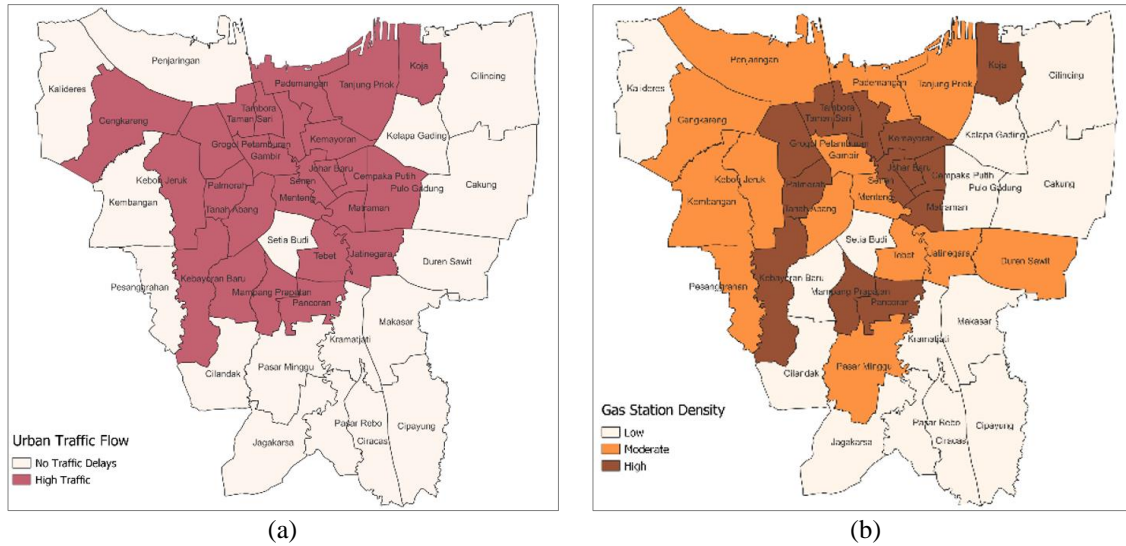 Penjaringan
Koja
Cilincing
Kalideres
Pademangan
Tanjung Priok
Cengkareng
Tambora
Taman Sari
Kelapa Gading
Kemayoran
Grogol Petamburan
Gambir
Johar Baru
Cempaka Putih
Kebon Jeruk
Senen
Pulo Gadung
Cakung
Palmerah
Menteng
Kembangan
Matraman
Tanah Abang
Setia Budi
Tebet
Jatinegara
Duren Sawit
Kebayoran Baru
Pesanggrahan
Mampang Prapatan
Pancoran
Makasar
Kramatjati
Cilandak
Pasar Minggu
Pasar Rebo
Cipayung
Jagakarsa
Ciracas
Urban Traffic Flow
No Traffic Delays
High Traffic
(a)
Penjaringan
Koja
Cilincing
Kalideres
Pademangan
Tanjung Priok
Cengkareng
Tambora
Taman Sari
Kelapa Gading
Kemayoran
Grogol Petamburan
Gambir
Johar Baru
Cempaka Putih
Kebon Jeruk
Senen
Pulo Gadung
Cakung
Palmerah
Menteng
Kembangan
Matraman
Tanah Abang
Setia Budi
Tebet
Jatinegara
Duren Sawit
Kebayoran Baru
Pesanggrahan
Mampang Prapatan
Pancoran
Makasar
Kramatjati
Cilandak
Pasar Minggu
Pasar Rebo
Cipayung
Jagakarsa
Ciracas
Gas Station Density
Low
Moderate
High
(b)